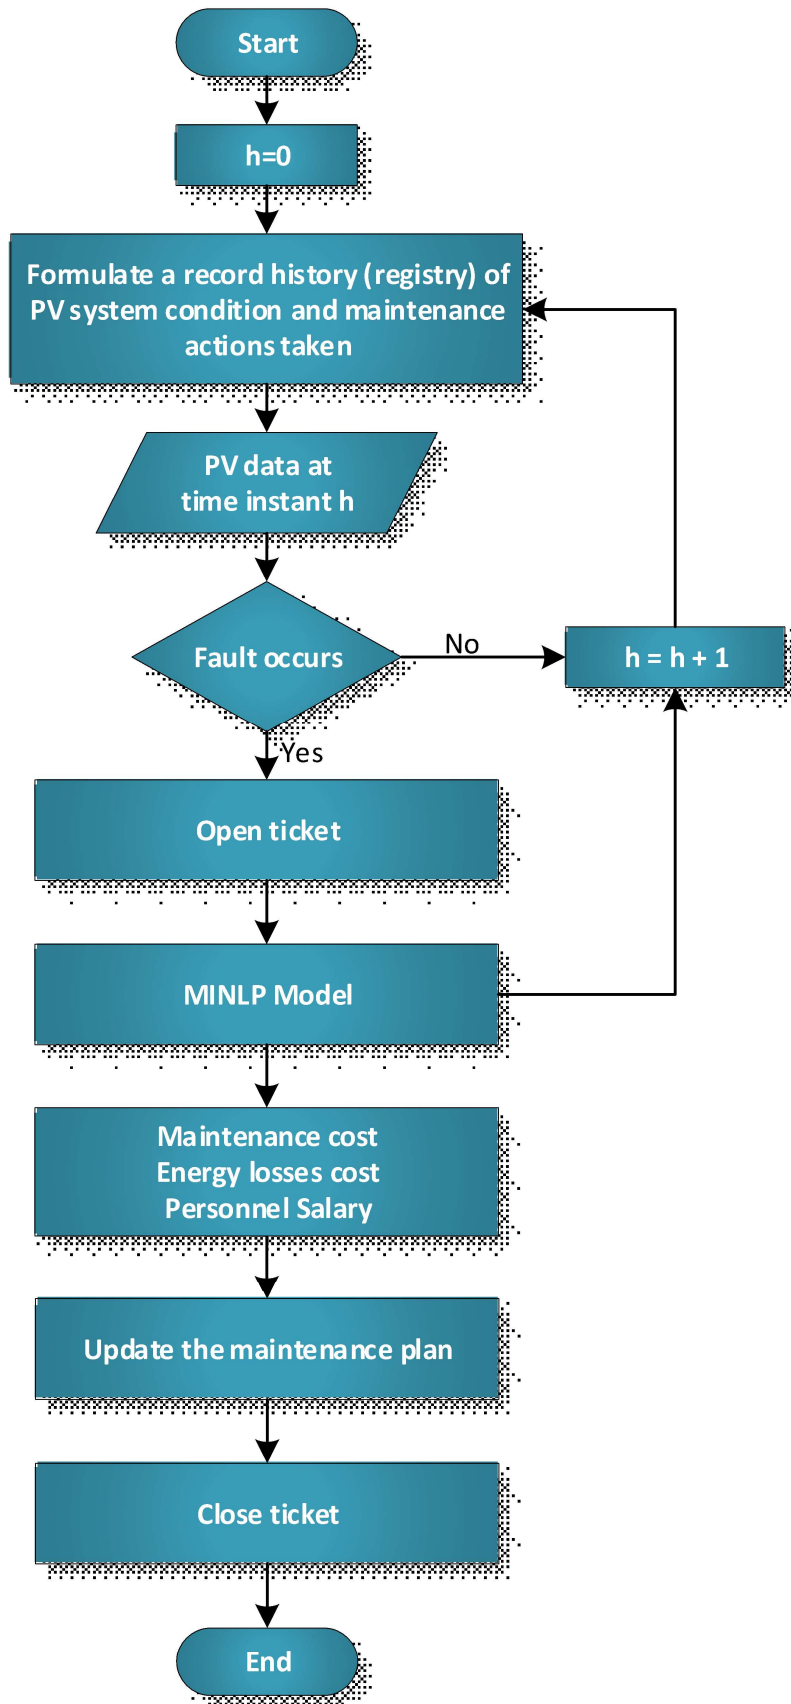 Start
h=0
Formulate a record history (registry) of
PV system condition and maintenance
actions taken
PV data at
time instant h
Fault occurs
No
h = h + 1
Yes
Open ticket
MINLP Model
Maintenance cost
Energy losses cost
Personnel Salary
Update the maintenance plan
Close ticket
End